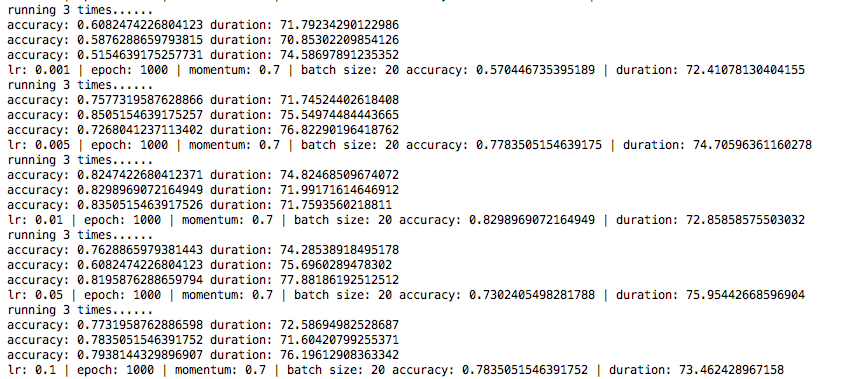 running 3 times......
accuracy: 0.6082474226804123 duration: 71.79234290122986
accuracy: 0.5876288659793815 duration: 70.85302209854126
accuracy: 0.5154639175257731 duration: 74.58697891235352
lr: 0.001 | epoch: 1000 | momentum: 0.7 | batch size: 20 accuracy: 0.570446735395189 | duration: 72.41078130404155
running 3 times......
accuracy: 0.7577319587628866 duration: 71.74524402618408
accuracy: 0.8505154639175257 duration: 75.54974484443665
accuracy: 0.7268041237113402 duration: 76.82290196418762
lr: 0.005 | epoch: 1000 | momentum: 0.7 | batch size: 20 accuracy: 0.7783505154639175 | duration: 74.70596361160278
running 3 times......
accuracy: 0.8247422680412371 duration: 74.82468509674072
accuracy: 0.8298969072164949 duration: 71.99171614646912
accuracy: 0.8350515463917526 duration: 71.7593560218811
lr: 0.01 | epoch: 1000 | momentum: 0.7 | batch size: 20 accuracy: 0.8298969072164949 | duration: 72.85858575503032
running 3 times......
accuracy: 0.7628865979381443 duration: 74.28538918495178
accuracy: 0.6082474226804123 duration: 75.6960289478302
accuracy: 0.8195876288659794 duration: 77.88186192512512
lr: 0.05 | epoch: 1000 | momentum: 0.7 | batch size: 20 accuracy: 0.7302405498281788 | duration: 75.95442668596904
running 3 times......
accuracy: 0.7731958762886598 duration: 72.58694982528687
accuracy: 0.7835051546391752 duration: 71.60420799255371
accuracy: 0.7938144329896907 duration: 76.19612908363342
lr: 0.1 | epoch: 1000 | momentum: 0.7 | batch size: 20 accuracy: 0.7835051546391752 | duration: 73.462428967158